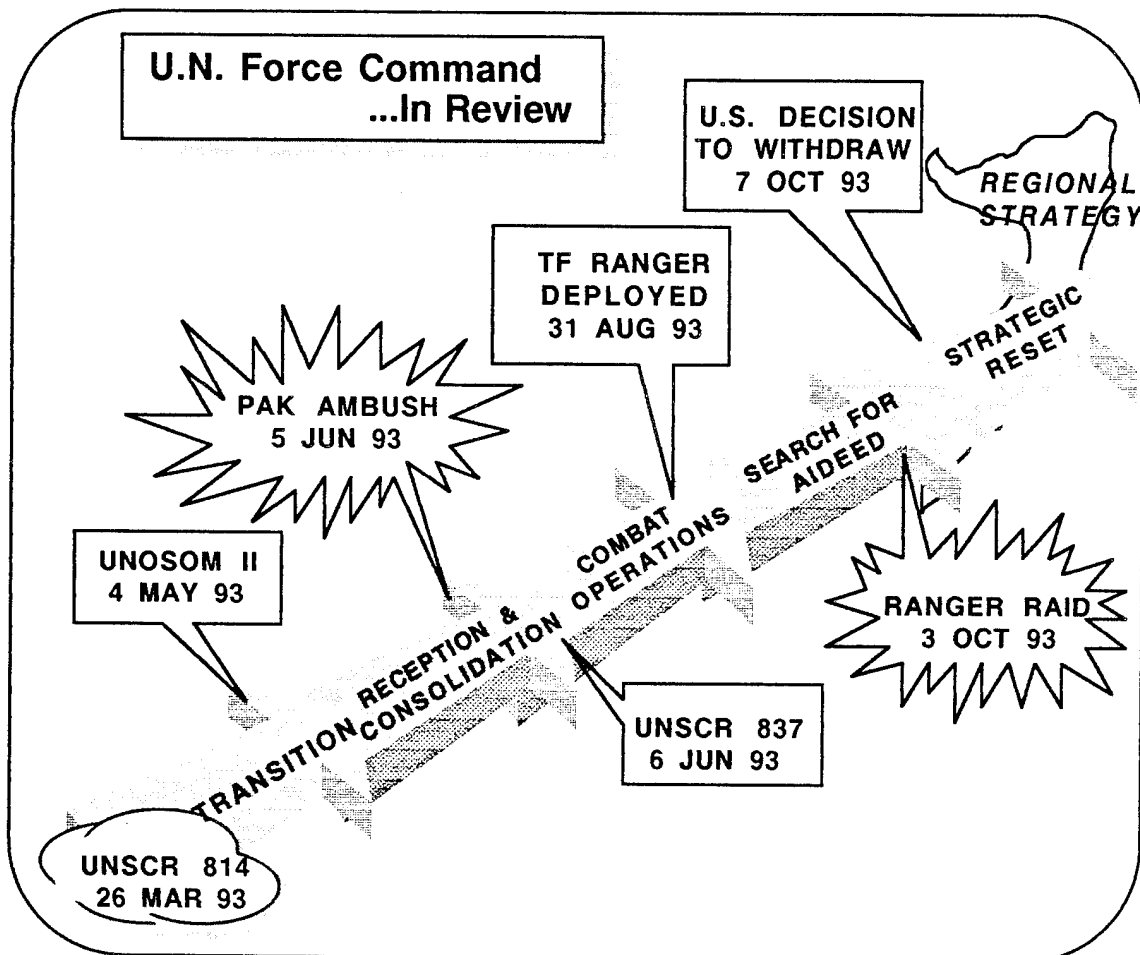 U.N. Force Command
...In Review
U.S. DECISION
TO WITHDRAW
7 OCT 93
REGIONAL
STRATEGY
TF RANGER
DEPLOYED
31 AUG 93
STRATEGIC
RESET
PAK AMBUSH
5 JUN 93
SEARCH FOR
AIDEED
COMBAT
OPERATIONS
UNOSOM II
4 MAY 93
RANGER RAID
3 OCT 93
RECEPTION &
CONSOLIDATION
UNSCR 837
6 JUN 93
TRANSITION
UNSCR 814
26 MAR 93